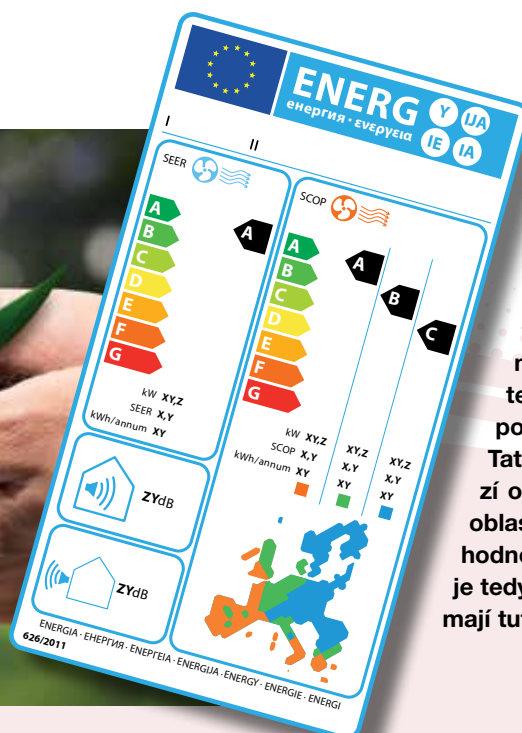 ENERG Y IJA
енергия · ενεργεια IE IA
I II
SEER
A
B
C
D
E
F
G
A
kW XY,Z
SEER X,Y
kWh/annum XY
SCOP
A
B
C
D
E
F
G
A
B
C
kW XY,Z XY,Z XY,Z
SCOP X,Y X,Y X,Y
kWh/annum XY XY XY
ZYdB
ZYdB
ENERGIA · ЕНЕРГИЯ · ΕΝΕΡΓΕΙΑ · ENERGIJA · ENERGY · ENERGIE · ENERGI
626/2011
te
po
Tat
zí o
oblas
je tedy
mají tut